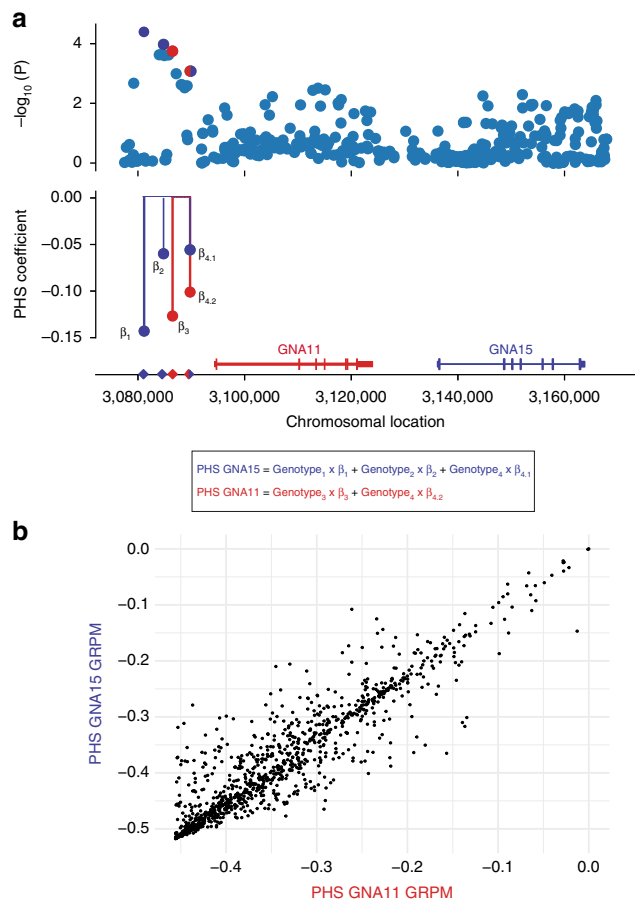 a
4
2
0
−log₁₀ (P)
0.00
−0.05
−0.10
−0.15
PHS coefficient
β₁
β₂
β₃
β₄.₁
β₄.₂
GNA11
GNA15
3,080,000 3,100,000 3,120,000 3,140,000 3,160,000
Chromosomal location
PHS GNA15 = Genotype₁ x β₁ + Genotype₂ x β₂ + Genotype₄ x β₄.₁
PHS GNA11 = Genotype₃ x β₃ + Genotype₄ x β₄.₂
b
0.0
−0.1
−0.2
−0.3
−0.4
−0.5
PHS GNA15 GRPM
−0.4 −0.3 −0.2 −0.1 0.0
PHS GNA11 GRPM